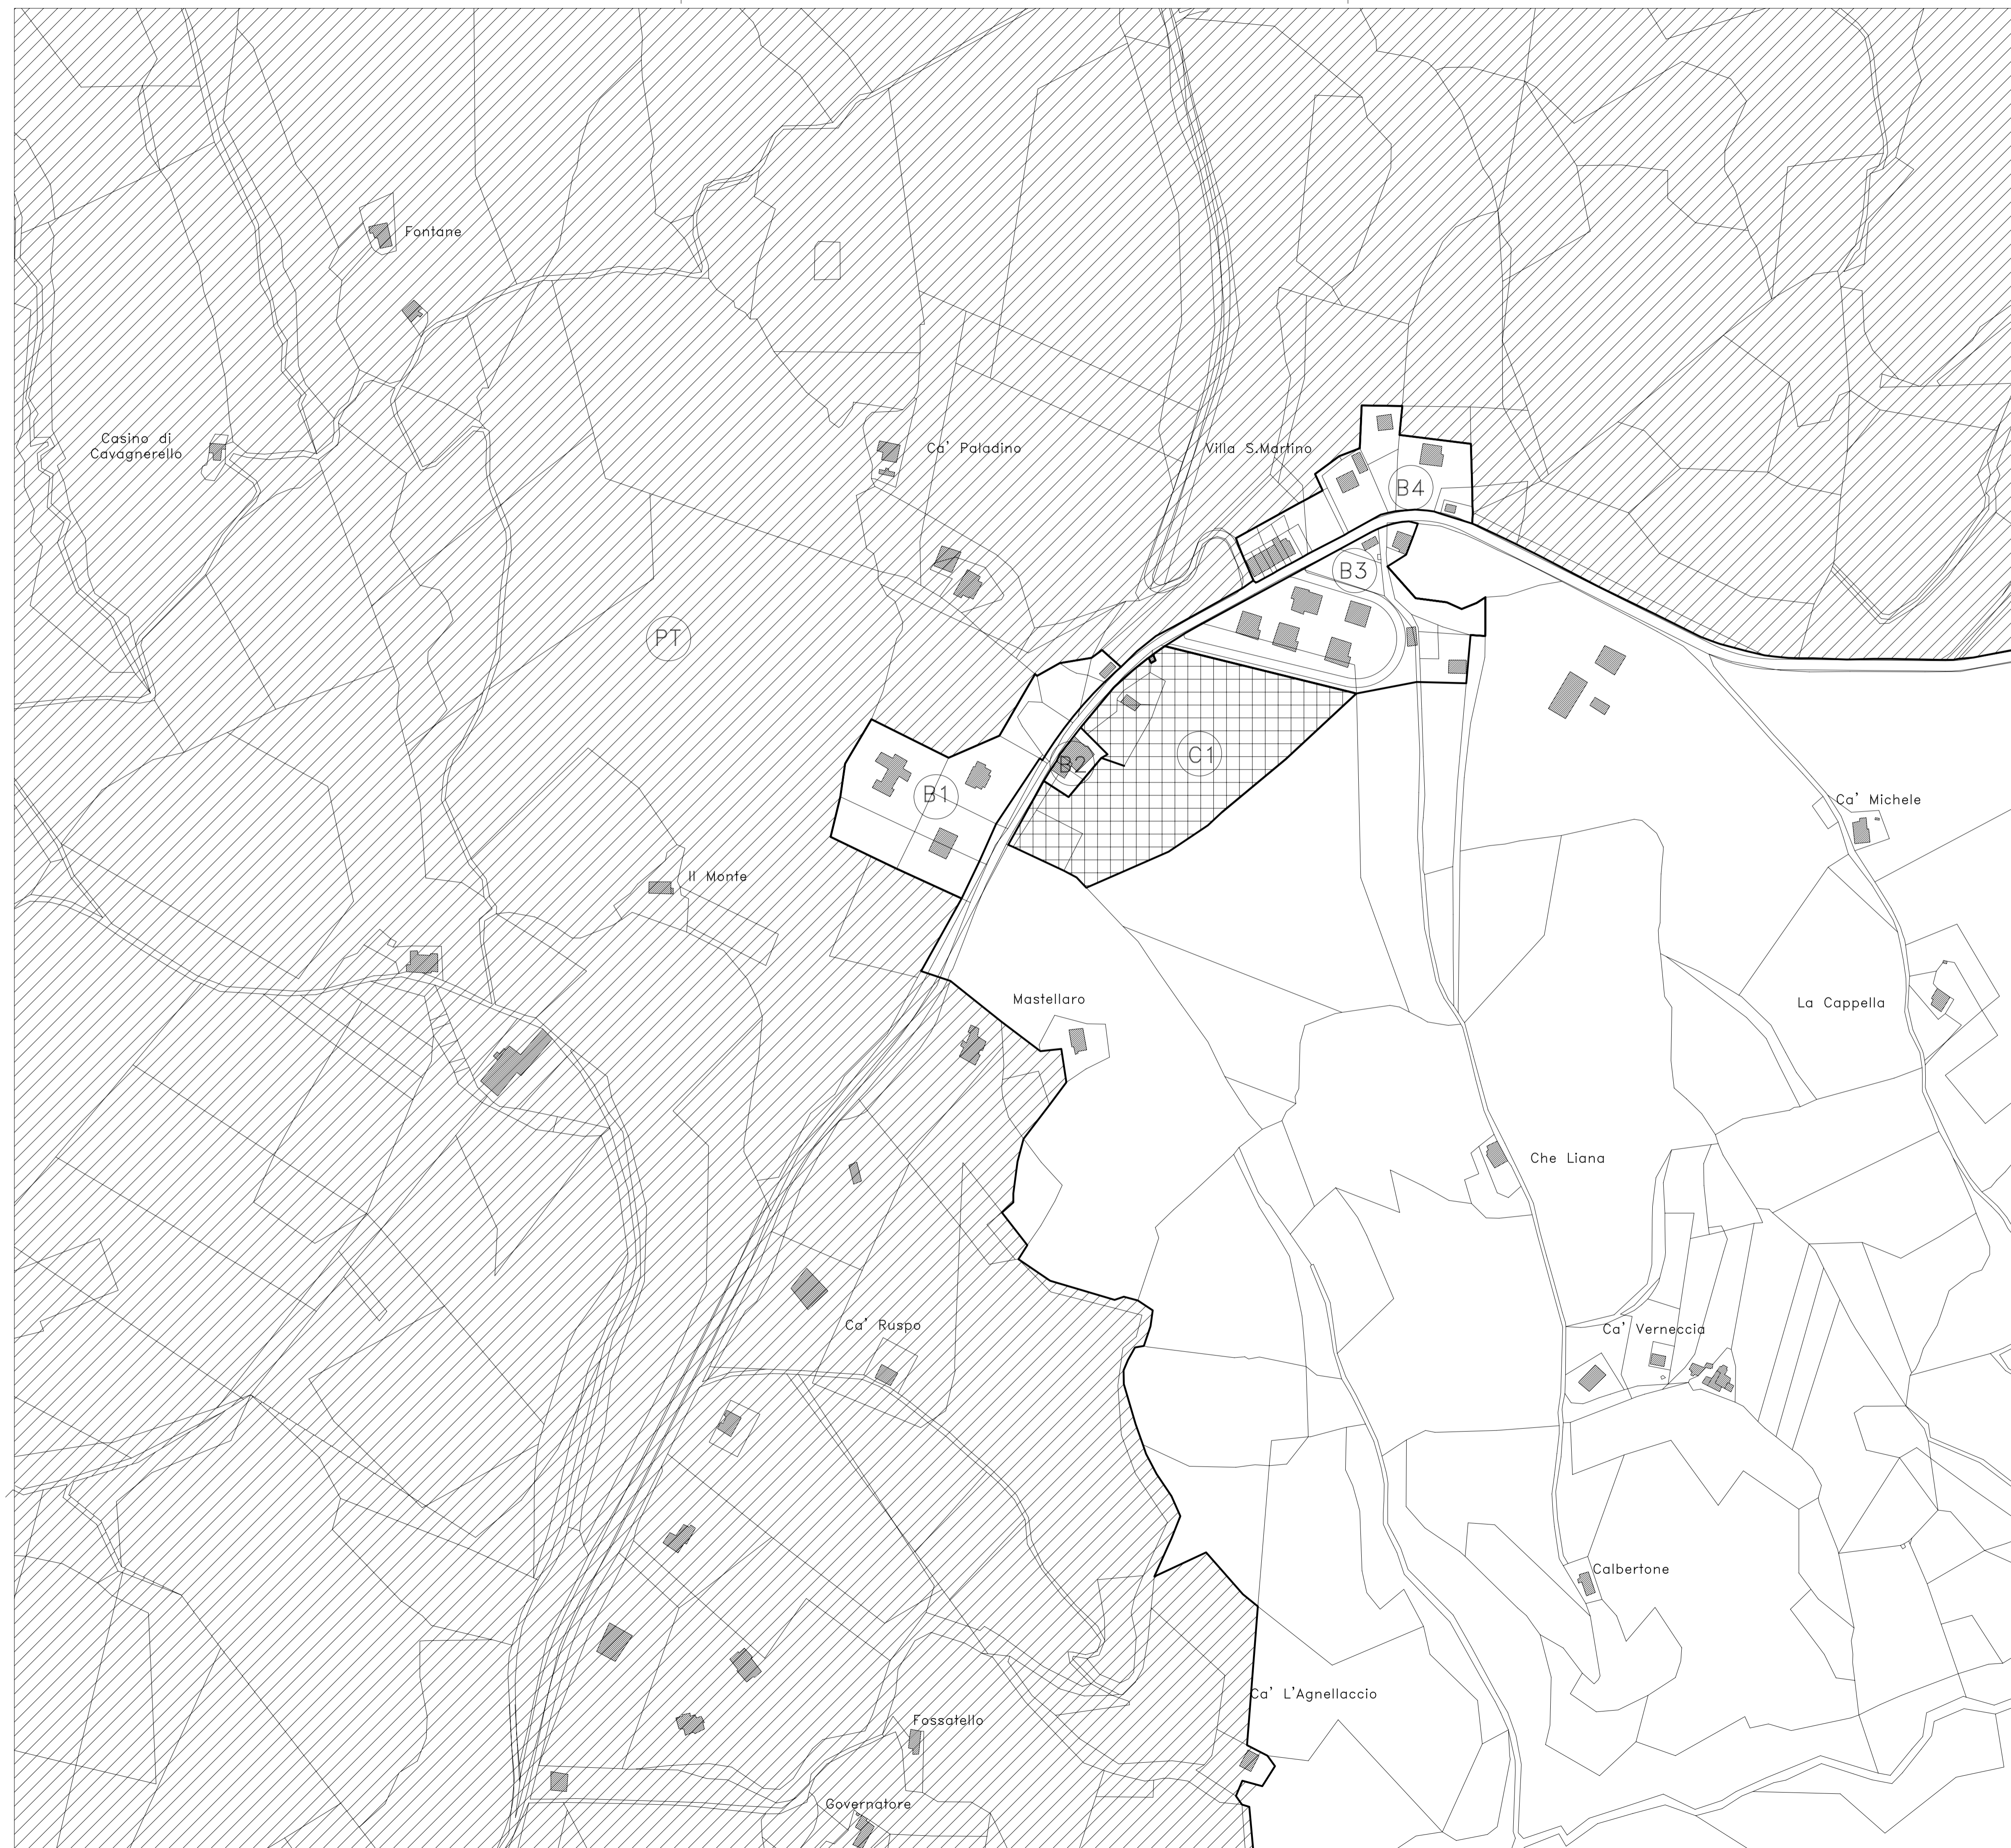 Fontane
Casino di
Cavagnerello
Ca' Paladino
Villa S.Martino
B4
B3
PT
C1
B2
B1
Ca' Michele
Il Monte
Mastellaro
La Cappella
Che Liana
Ca' Ruspo
Ca' Verneccia
Calbertone
Ca' L'Agnellaccio
Fossatello
Governatore